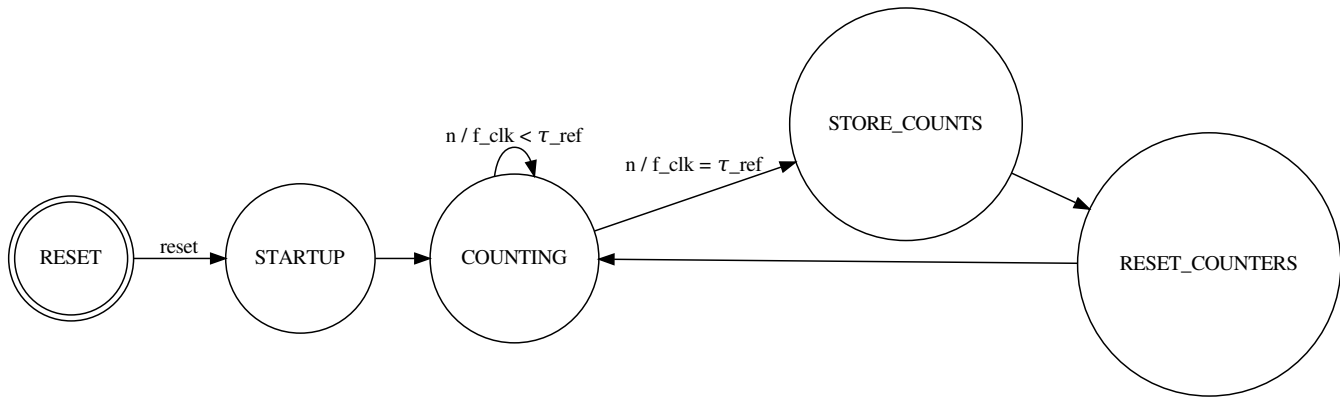 RESET
reset
STARTUP
COUNTING
n / f_clk < τ_ref
n / f_clk = τ_ref
STORE_COUNTS
RESET_COUNTERS